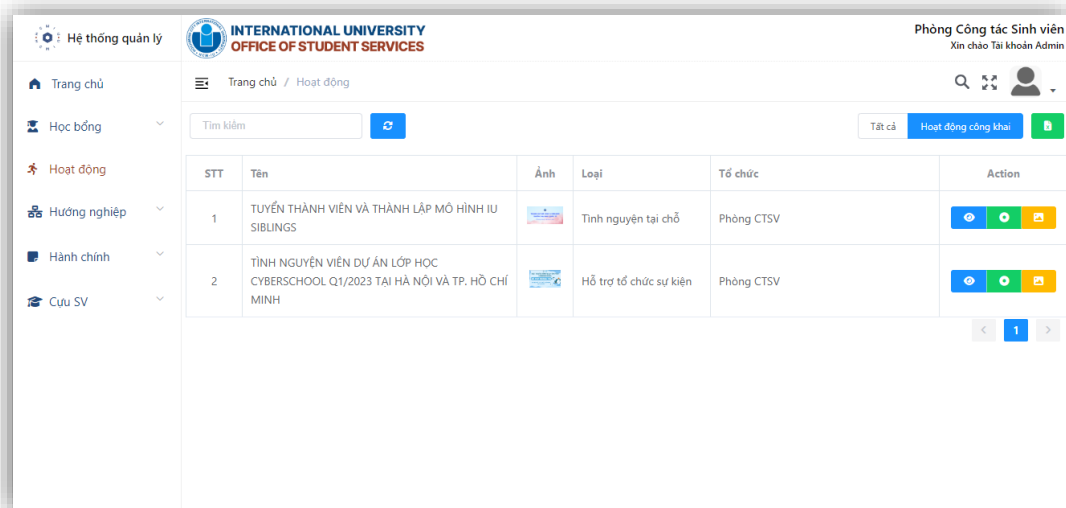 Hệ thống quản lý
INTERNATIONAL UNIVERSITY
OFFICE OF STUDENT SERVICES
Phòng Công tác Sinh viên
Xin chào Tài khoản Admin
Trang chủ
Học bổng
Hoạt động
Hướng nghiệp
Hành chính
Cựu SV
Trang chủ / Hoạt động
Tìm kiếm
Tất cả
Hoạt động công khai
STT Tên Ảnh Loại Tổ chức Action
1 TUYỂN THÀNH VIÊN VÀ THÀNH LẬP MÔ HÌNH IU Tình nguyện tại chỗ Phòng CTSV
SIBLINGS
TÌNH NGUYỆN VIÊN DỰ ÁN LỚP HỌC
2 CYBERSCHOOL Q1/2023 TẠI HÀ NỘI VÀ TP. HỒ CHÍ Hỗ trợ tổ chức sự kiện Phòng CTSV
MINH
< 1 >